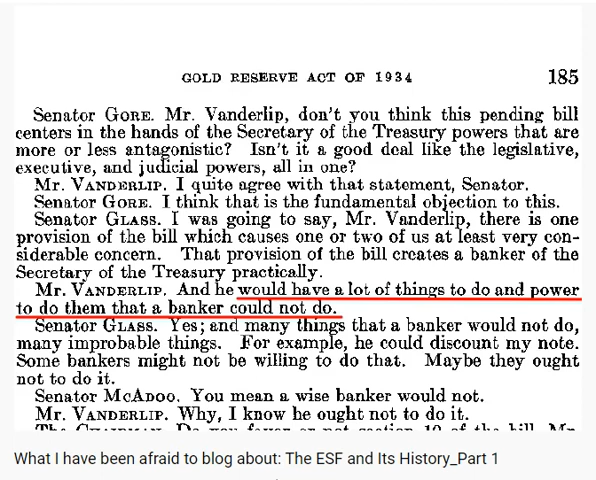 GOLD RESERVE ACT OF 1934 185
Senator GORE. Mr. Vanderlip, don't you think this pending bill
centers in the hands of the Secretary of the Treasury powers that are
more or less antagonistic? Isn't it a good deal like the legislative,
executive, and judicial powers, all in one?
Mr. VANDERLIP. I quite agree with that statement, Senator.
Senator GORE. I think that is the fundamental objection to this.
Senator GLASS. I was going to say, Mr. Vanderlip, there is one
provision of the bill which causes one or two of us at least very con-
siderable concern. That provision of the bill creates a banker of the
Secretary of the Treasury practically.
Mr. VANDERLIP. And he would have a lot of things to do and power
to do them that a banker could not do.
Senator GLASS. Yes; and many things that a banker would not do,
many improbable things. For example, he could discount my note.
Some bankers might not be willing to do that. Maybe they ought
not to do it.
Senator MCADOO. You mean a wise banker would not.
Mr. VANDERLIP. Why, I know he ought not to do it.
What I have been afraid to blog about: The ESF and Its History_Part 1